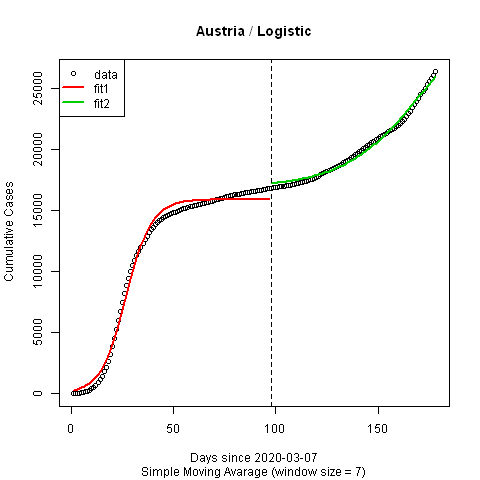 Austria / Logistic
data
fit1
fit2
Cumulative Cases
0
5000
10000
15000
20000
25000
0
50
100
150
Days since 2020-03-07
Simple Moving Avarage (window size = 7)